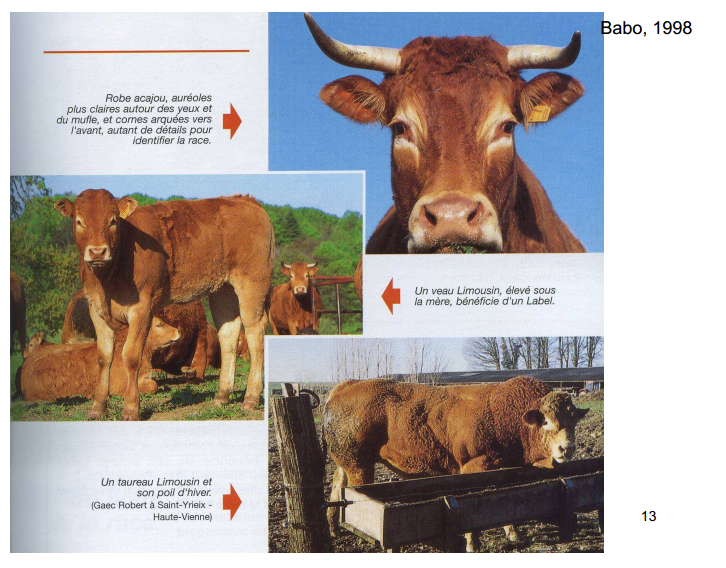 Babo, 1998
Robe acajou, auréoles
plus claires autour des yeux et
du mufle, et cornes arquées vers
l'avant, autant de détails pour
identifier la race.
Un veau Limousin, élevé sous
la mère, bénéficie d'un Label.
Un taureau Limousin et
son poil d'hiver.
(Gaec Robert à Saint-Yrieix -
Haute-Vienne)
13